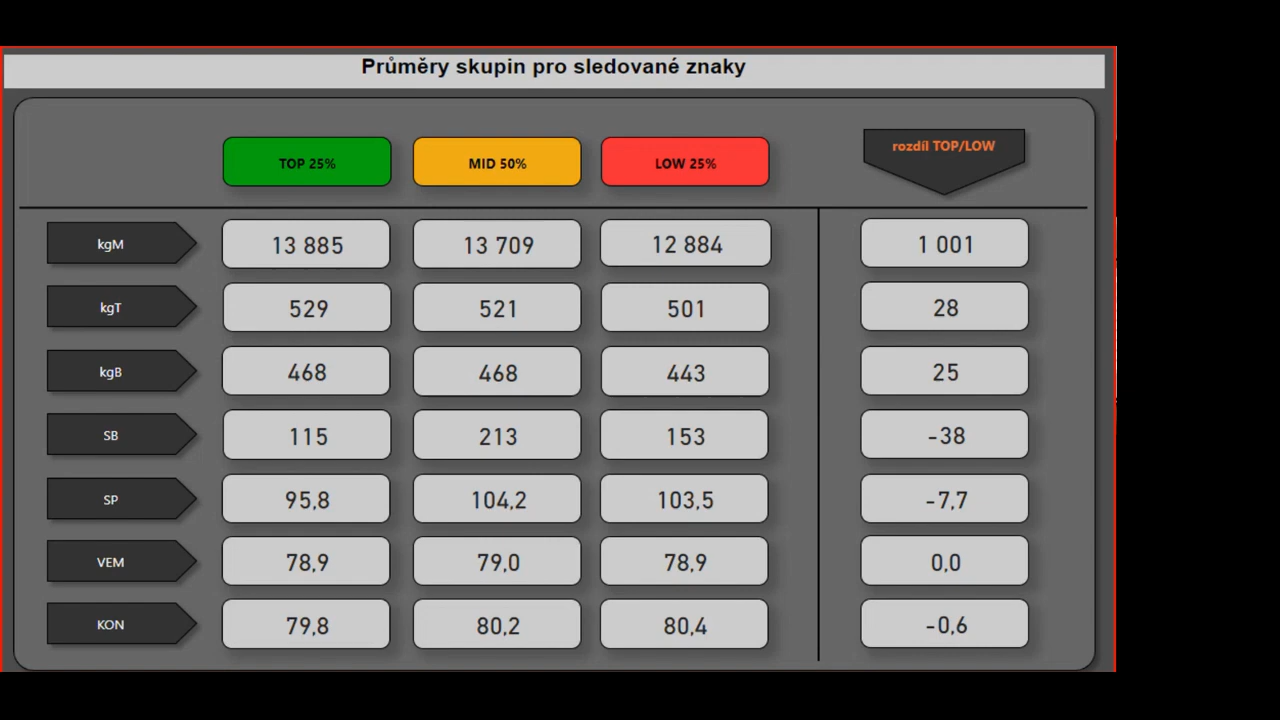 Průměry skupin pro sledované znaky
TOP 25% MID 50% LOW 25% rozdíl TOP/LOW
kgM 13 885 13 709 12 884 1 001
kgT 529 521 501 28
kgB 468 468 443 25
SB 115 213 153 -38
SP 95,8 104,2 103,5 -7,7
VEM 78,9 79,0 78,9 0,0
KON 79,8 80,2 80,4 -0,6